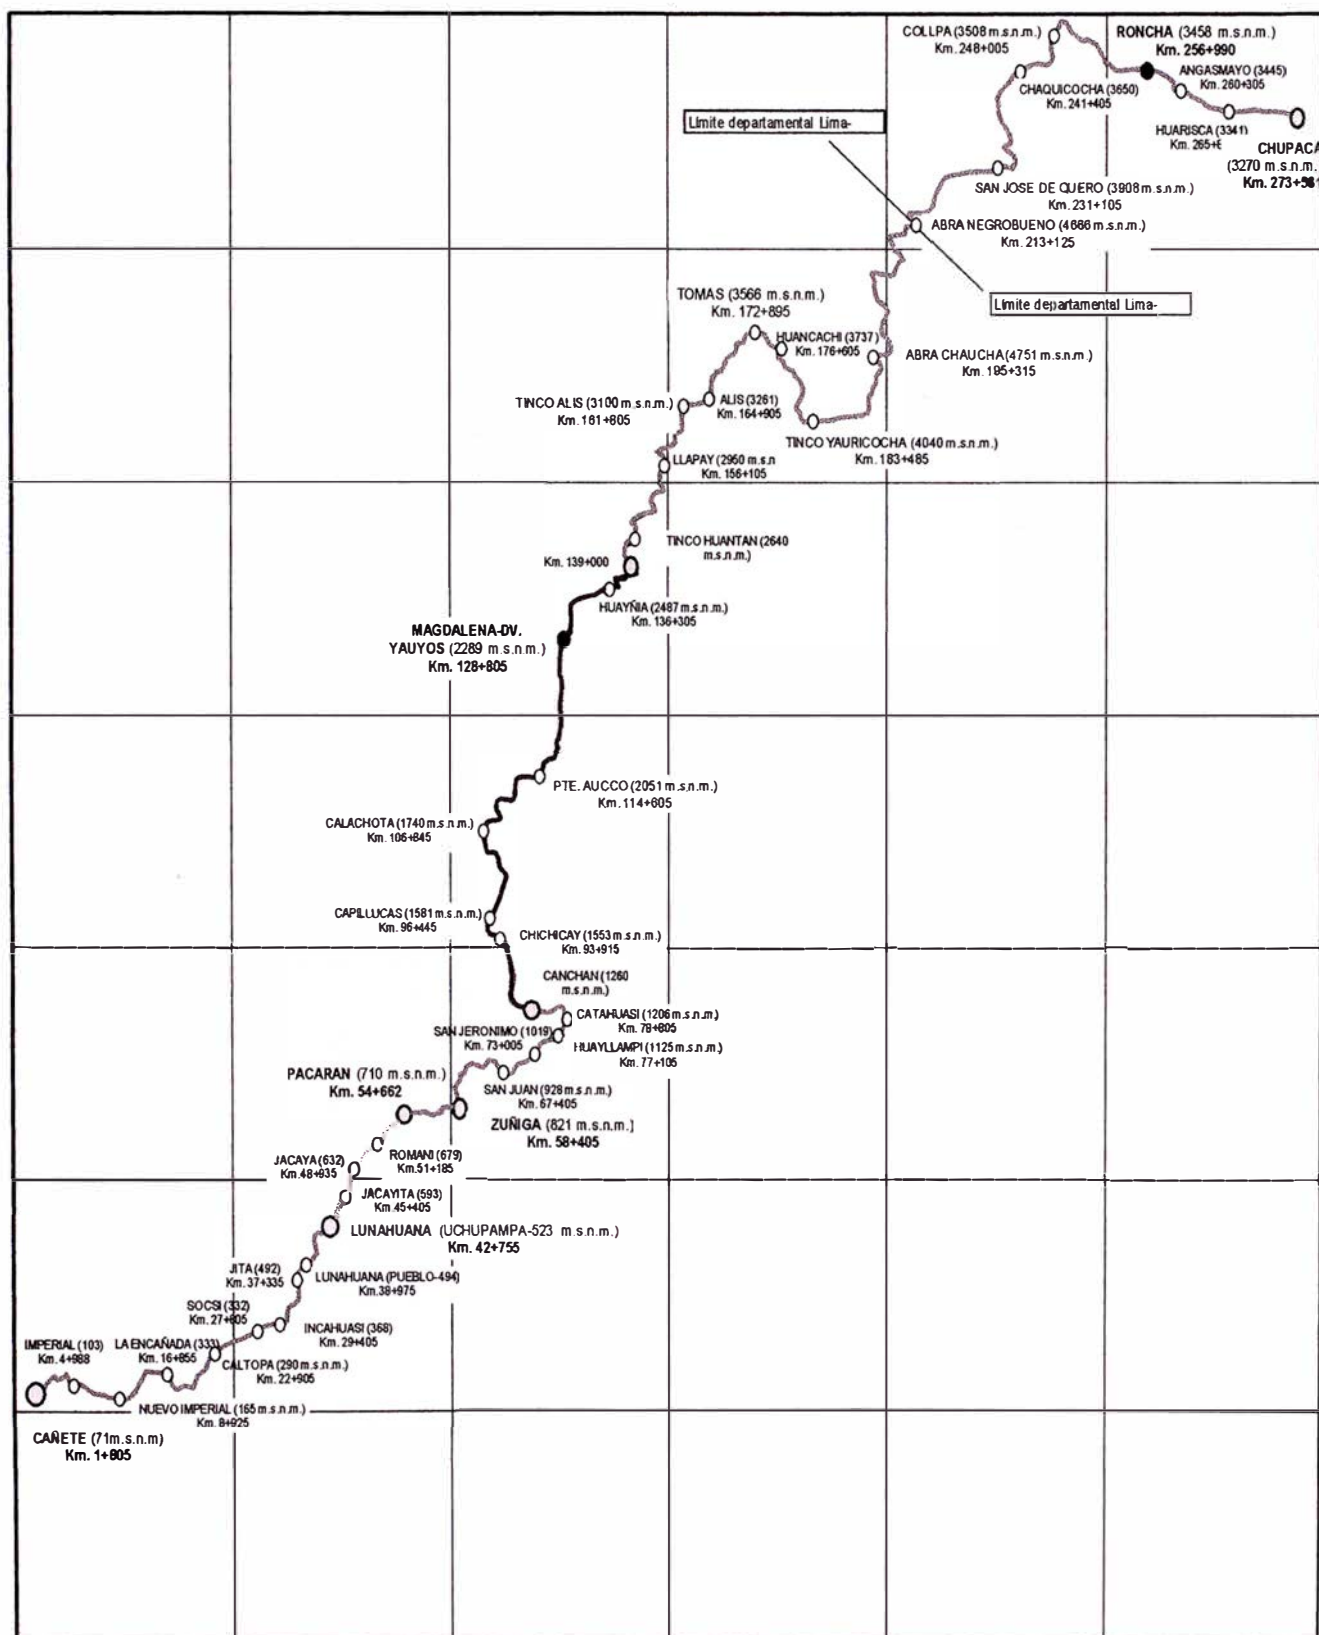 COLLPA (3508 m.s.n.m.)
Km. 248+005
RONCHA (3458 m.s.n.m.)
Km. 256+990
ANGASMAYO (3445)
Km. 260+305
CHAQUICOCHA (3650)
Km. 241+405
HUARISCA (3341)
Km. 265+
CHUPACA
(3270 m.s.n.m.
Km. 273+
Límite departamental Lima-
SAN JOSE DE QUERO (3908 m.s.n.m.)
Km. 231+105
ABRA NEGROBUENO (4666 m.s.n.m.)
Km. 213+125
Límite departamental Lima-
TOMAS (3566 m.s.n.m.)
Km. 172+895
HUANCACHI (3737)
Km. 176+605
ABRA CHAUCHA (4751 m.s.n.m.)
Km. 195+315
TINCO ALIS (3100 m.s.n.m.)
Km. 161+805
ALIS (3261)
Km. 164+905
TINCO YAURICOCHA (4040 m.s.n.m.)
Km. 183+485
LLAPAY (2950 m.s.n
Km. 156+105
TINCO HUANTAN (2640
m.s.n.m.)
Km. 139+000
HUAYÑIA (2487 m.s.n.m.)
Km. 136+305
MAGDALENA-DV.
YAUYOS (2289 m.s.n.m.)
Km. 128+805
PTE. AUCCO (2051 m.s.n.m.)
Km. 114+605
CALACHOTA (1740 m.s.n.m.)
Km. 106+845
CAPILLUCAS (1581 m.s.n.m.)
Km. 96+445
CHICHICAY (1553 m.s.n.m.)
Km. 93+915
CANCHAN (1260
m.s.n.m.)
CATAHUASI (1206 m.s.n.m.)
Km. 79+805
SAN JERONIMO (1019)
Km. 73+005
HUAYLLAMPI (1125 m.s.n.m.)
Km. 77+105
PACARAN (710 m.s.n.m.)
Km. 54+662
SAN JUAN (928 m.s.n.m.)
Km. 67+405
ZUÑIGA (821 m.s.n.m.)
Km. 58+405
ROMANI (679)
Km. 51+185
JACAYA (632)
Km. 48+935
JACAYITA (593)
Km. 45+405
LUNAHUANA (UCHUPAMPA-523 m.s.n.m.)
Km. 42+755
JITA (492)
Km. 37+335
LUNAHUANA (PUEBLO-494)
Km. 38+975
SOCSI (332)
Km. 27+805
INCAHUASI (368)
Km. 29+405
IMPERIAL (103)
Km. 4+988
LA ENCAÑADA (333)
Km. 16+855
CALTOPA (290 m.s.n.m.)
Km. 22+905
NUEVO IMPERIAL (165 m.s.n.m.)
Km. 8+925
CAÑETE (71m.s.n.m)
Km. 1+805